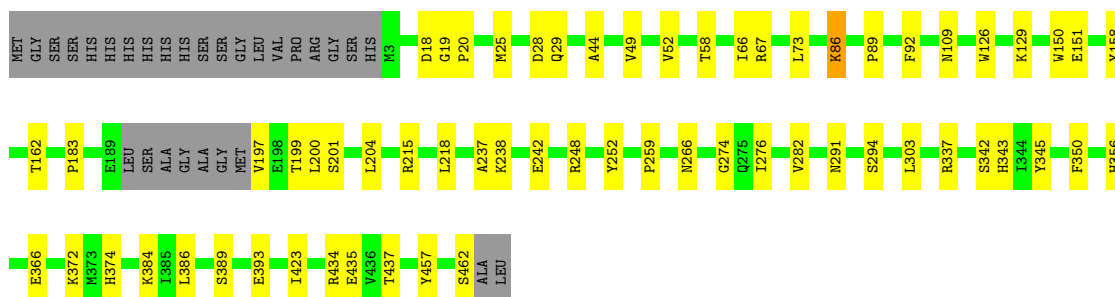 MET GLY SER SER HIS HIS HIS HIS HIS HIS SER SER GLY LEU VAL PRO ARG GLY SER HIS M3 D18 G19 P20 M25 D28 Q29 A44 V49 V52 T58 I66 R67 L73 K86 P89 F92 N109 W126 K129 W150 E151 Y158
T162 P183 E189 LEU SER ALA GLY ALA GLY MET V197 E198 T199 L200 S201 L204 R215 L218 A237 K238 E242 R248 Y252 P259 N266 G274 Q275 I276 V282 N291 S294 L303 R337 S342 H343 I344 Y345 F350 H356
E366 K372 M373 H374 K384 I385 L386 S389 E393 I423 R434 E435 V436 T437 Y457 S462 ALA LEU